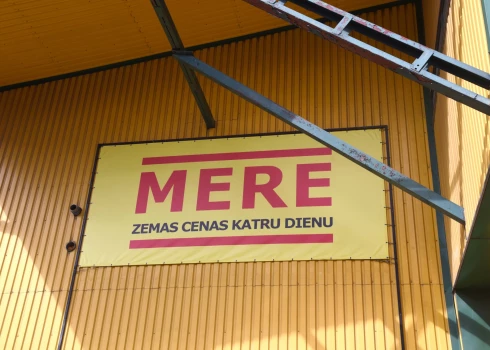 MERE
ZEMAS CENAS KATRU DIENU